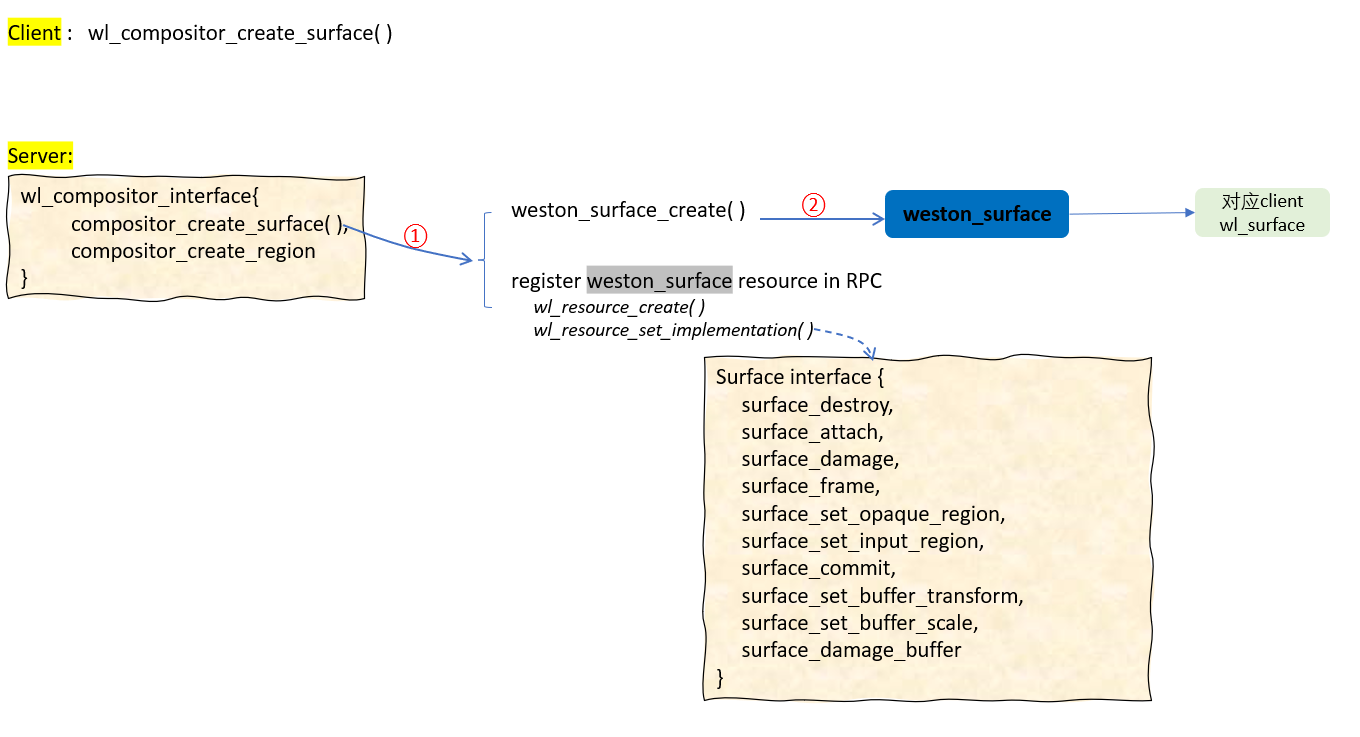 Client : wl_compositor_create_surface( )
Server:
wl_compositor_interface{
compositor_create_surface( ),
compositor_create_region
}
①
weston_surface_create( )
②
weston_surface
对应client
wl_surface
register weston_surface resource in RPC
wl_resource_create( )
wl_resource_set_implementation( )
Surface interface {
surface_destroy,
surface_attach,
surface_damage,
surface_frame,
surface_set_opaque_region,
surface_set_input_region,
surface_commit,
surface_set_buffer_transform,
surface_set_buffer_scale,
surface_damage_buffer
}